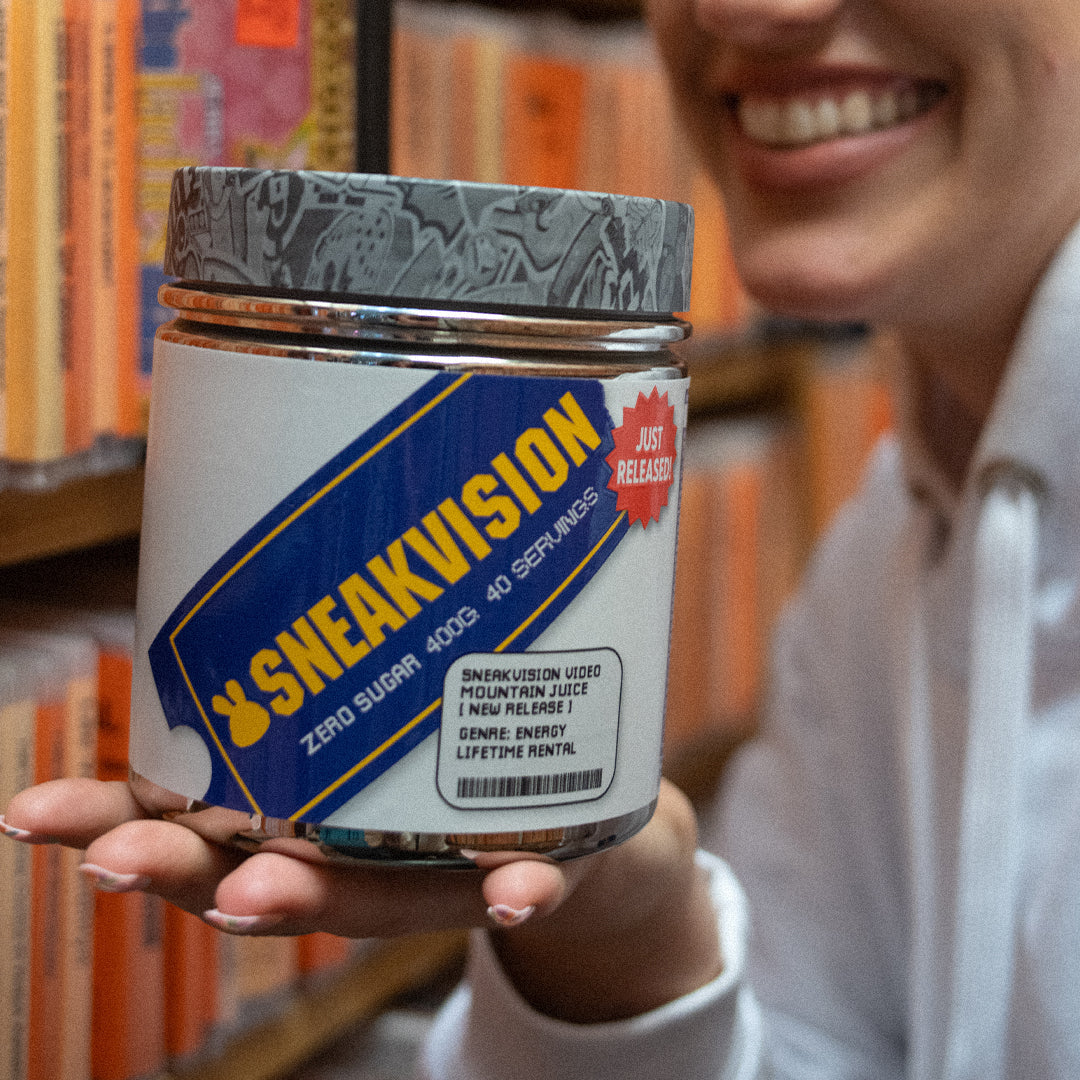 SNEAKVISION
JUST
RELEASED!
ZERO SUGAR 400G 40 SERVINGS
SNEAKVISION VIDEO
MOUNTAIN JUICE
[ NEW RELEASE ]
GENRE: ENERGY
LIFETIME RENTAL